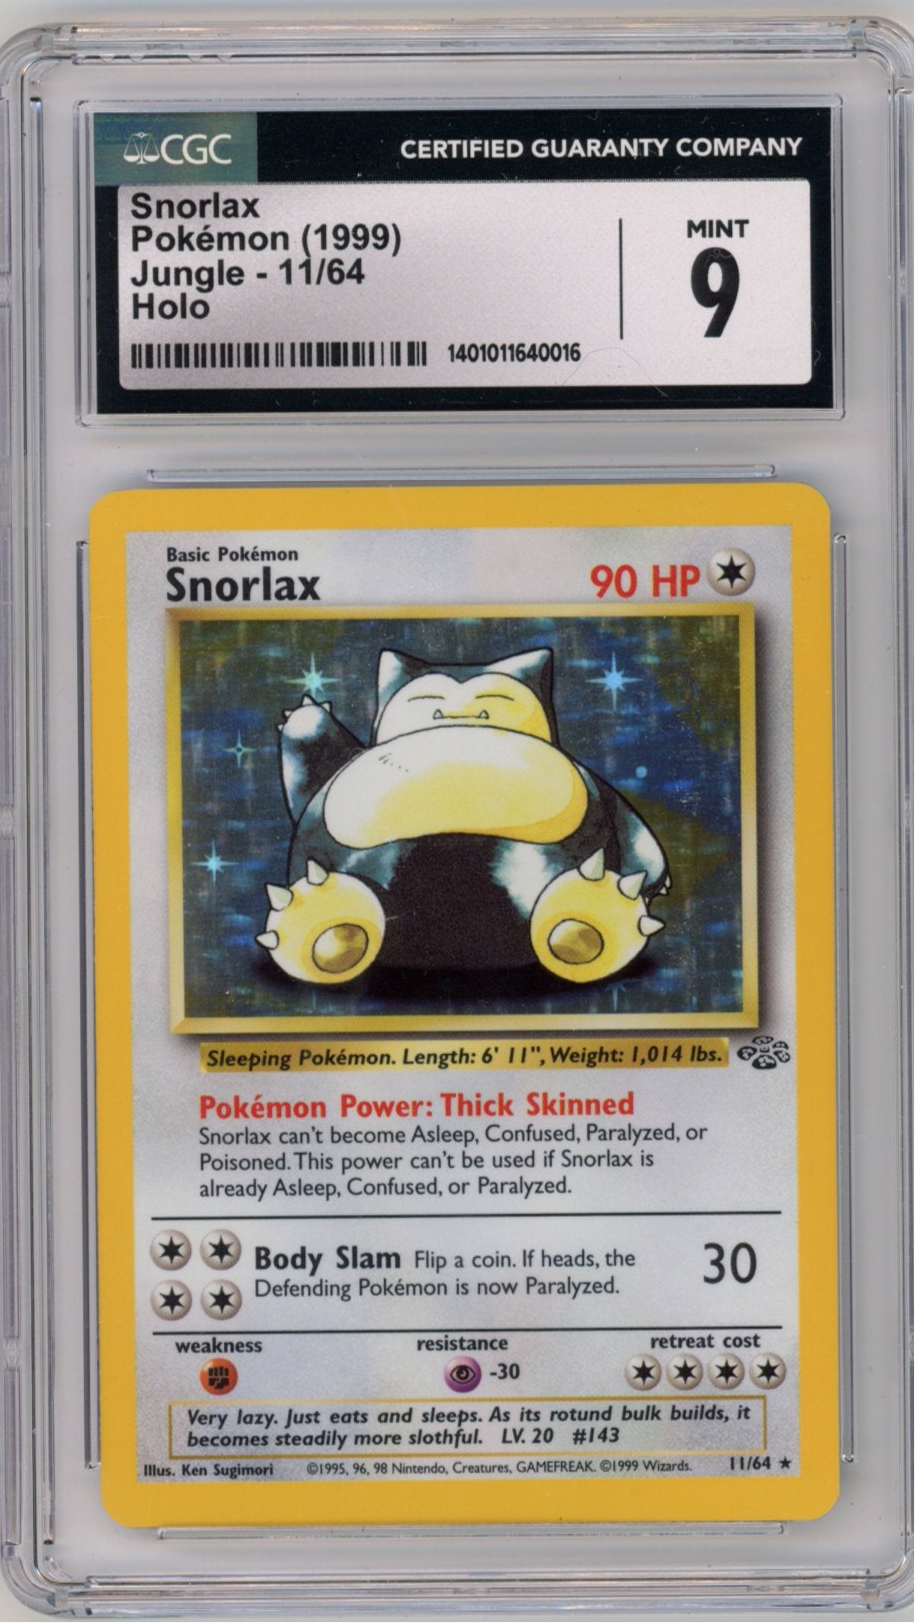 CGC
CERTIFIED GUARANTY COMPANY
Snorlax
Pokémon (1999)
Jungle - 11/64
Holo
1401011640016
MINT
9
Basic Pokémon
Snorlax
90 HP
Sleeping Pokémon. Length: 6' 11", Weight: 1,014 lbs.
Pokémon Power: Thick Skinned
Snorlax can't become Asleep, Confused, Paralyzed, or
Poisoned. This power can't be used if Snorlax is
already Asleep, Confused, or Paralyzed.
Body Slam Flip a coin. If heads, the
Defending Pokémon is now Paralyzed.
30
weakness
resistance
retreat cost
-30
Very lazy. Just eats and sleeps. As its rotund bulk builds, it
becomes steadily more slothful. LV. 20 #143
Illus. Ken Sugimori
©1995, 96, 98 Nintendo, Creatures, GAMEFREAK. ©1999 Wizards.
11/64 ★